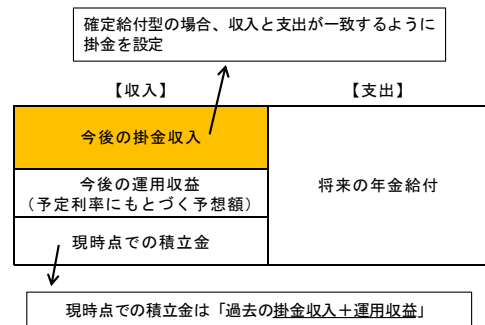 確定給付型の場合、収入と支出が一致するように
掛金を設定
【収入】
【支出】
今後の掛金収入
今後の運用収益
（予定利率にもとづく予想額）
現時点での積立金
将来の年金給付
現時点での積立金は「過去の掛金収入＋運用収益」